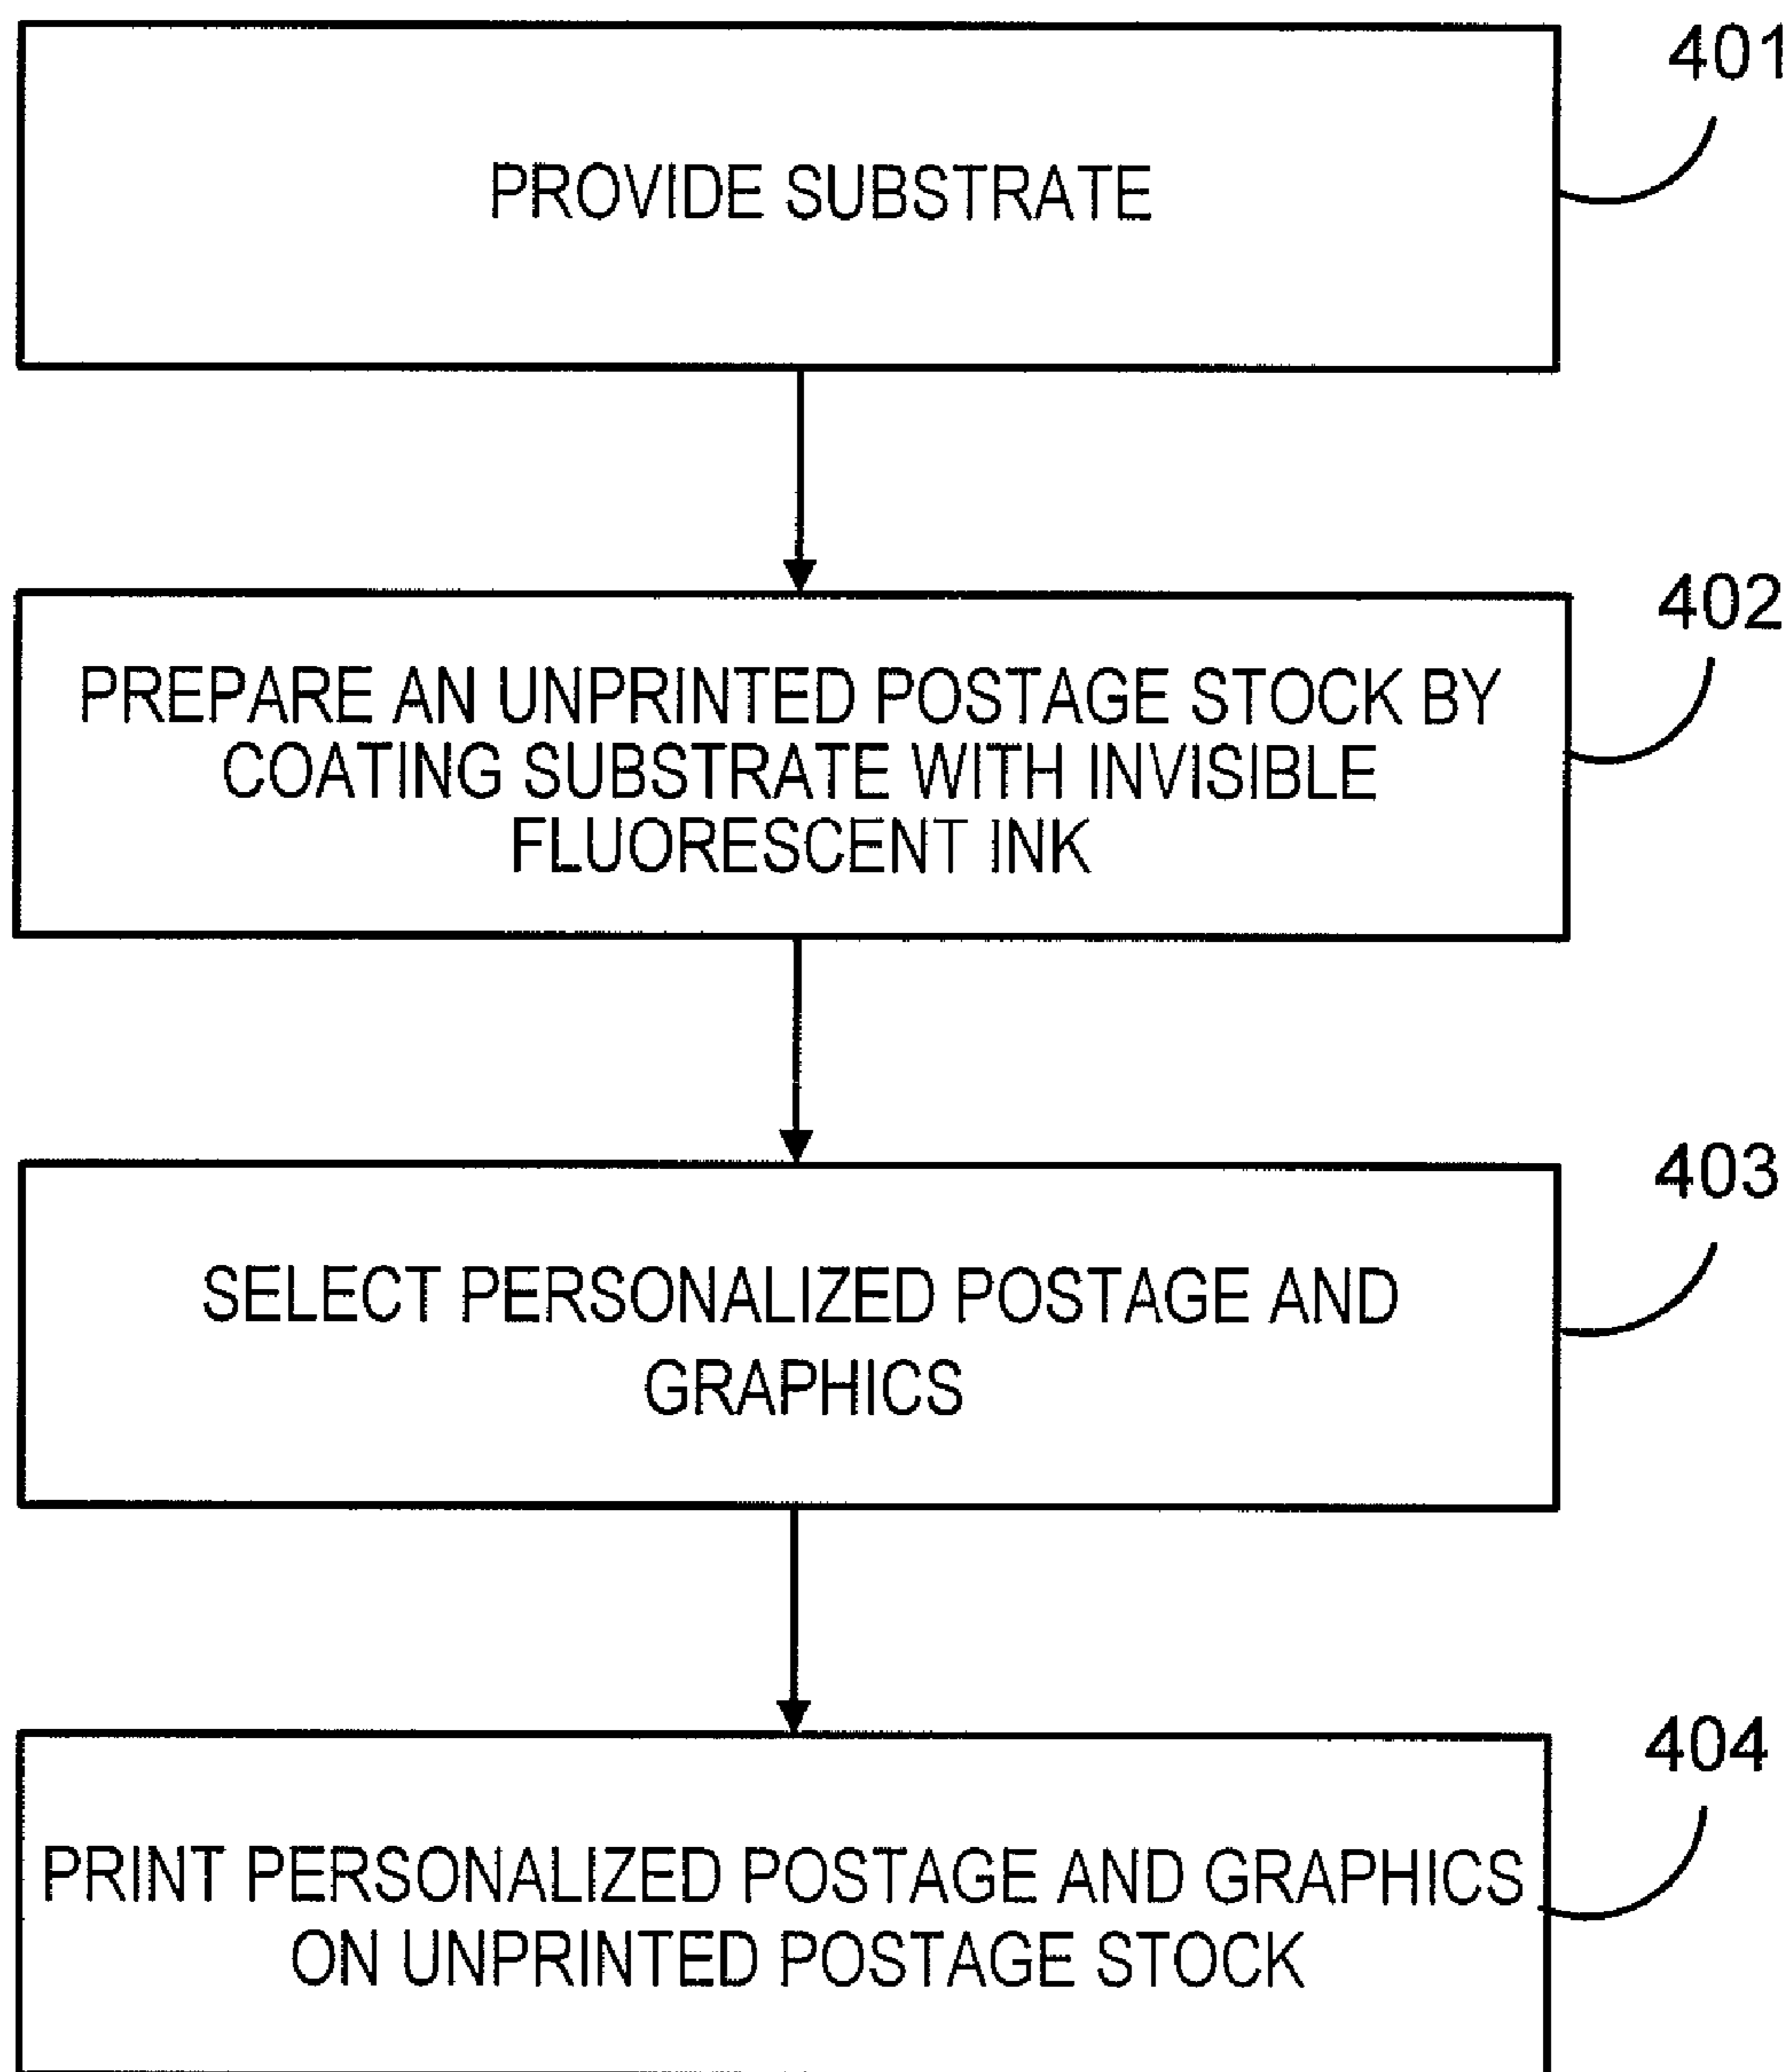 401
PROVIDE SUBSTRATE
402
PREPARE AN UNPRINTED POSTAGE STOCK BY
COATING SUBSTRATE WITH INVISIBLE
FLUORESCENT INK
403
SELECT PERSONALIZED POSTAGE AND
GRAPHICS
404
PRINT PERSONALIZED POSTAGE AND GRAPHICS
ON UNPRINTED POSTAGE STOCK